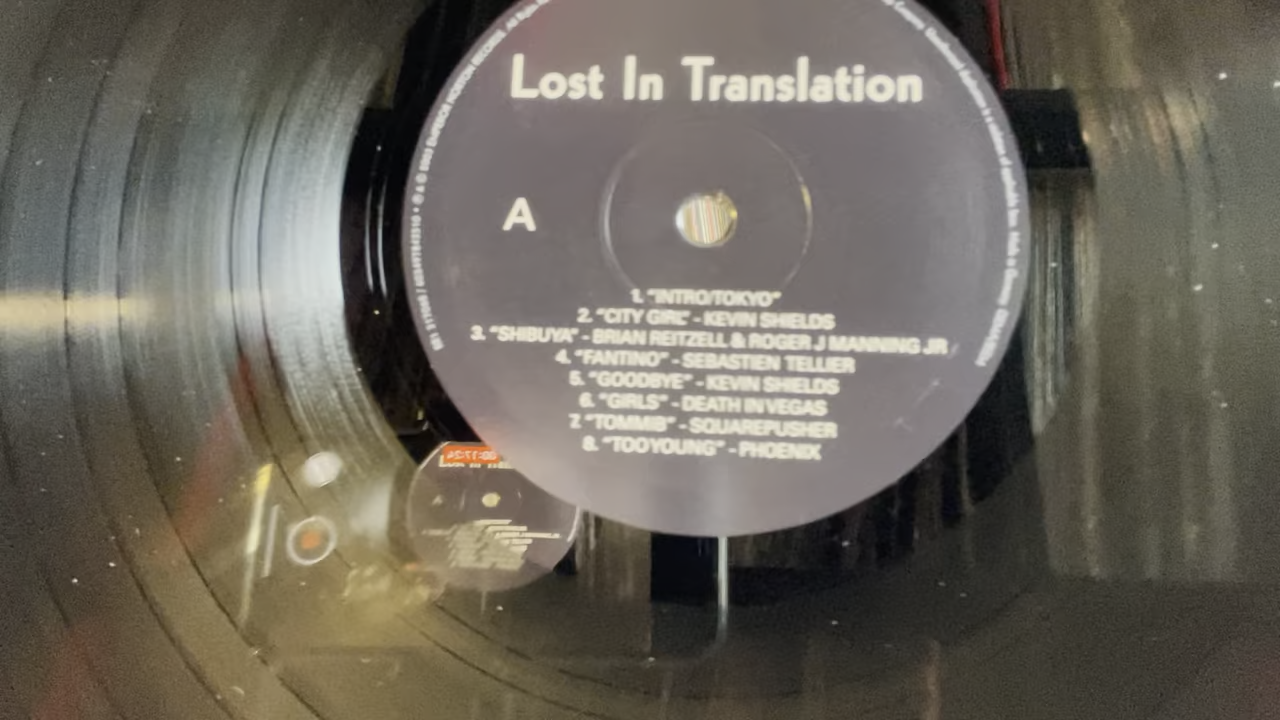 Lost In Translation
A
1. "INTRO/TOKYO"
2. "CITY GIRL" - KEVIN SHIELDS
3. "SHIBUYA" - BRIAN REITZELL & ROGER J MANNING JR
4. "FANTINO" - SEBASTIEN TELLIER
5. "GOODBYE" - KEVIN SHIELDS
6. "GIRLS" - DEATH IN VEGAS
7. "TOMMIB" - SQUAREPUSHER
8. "TOO YOUNG" - PHOENIX